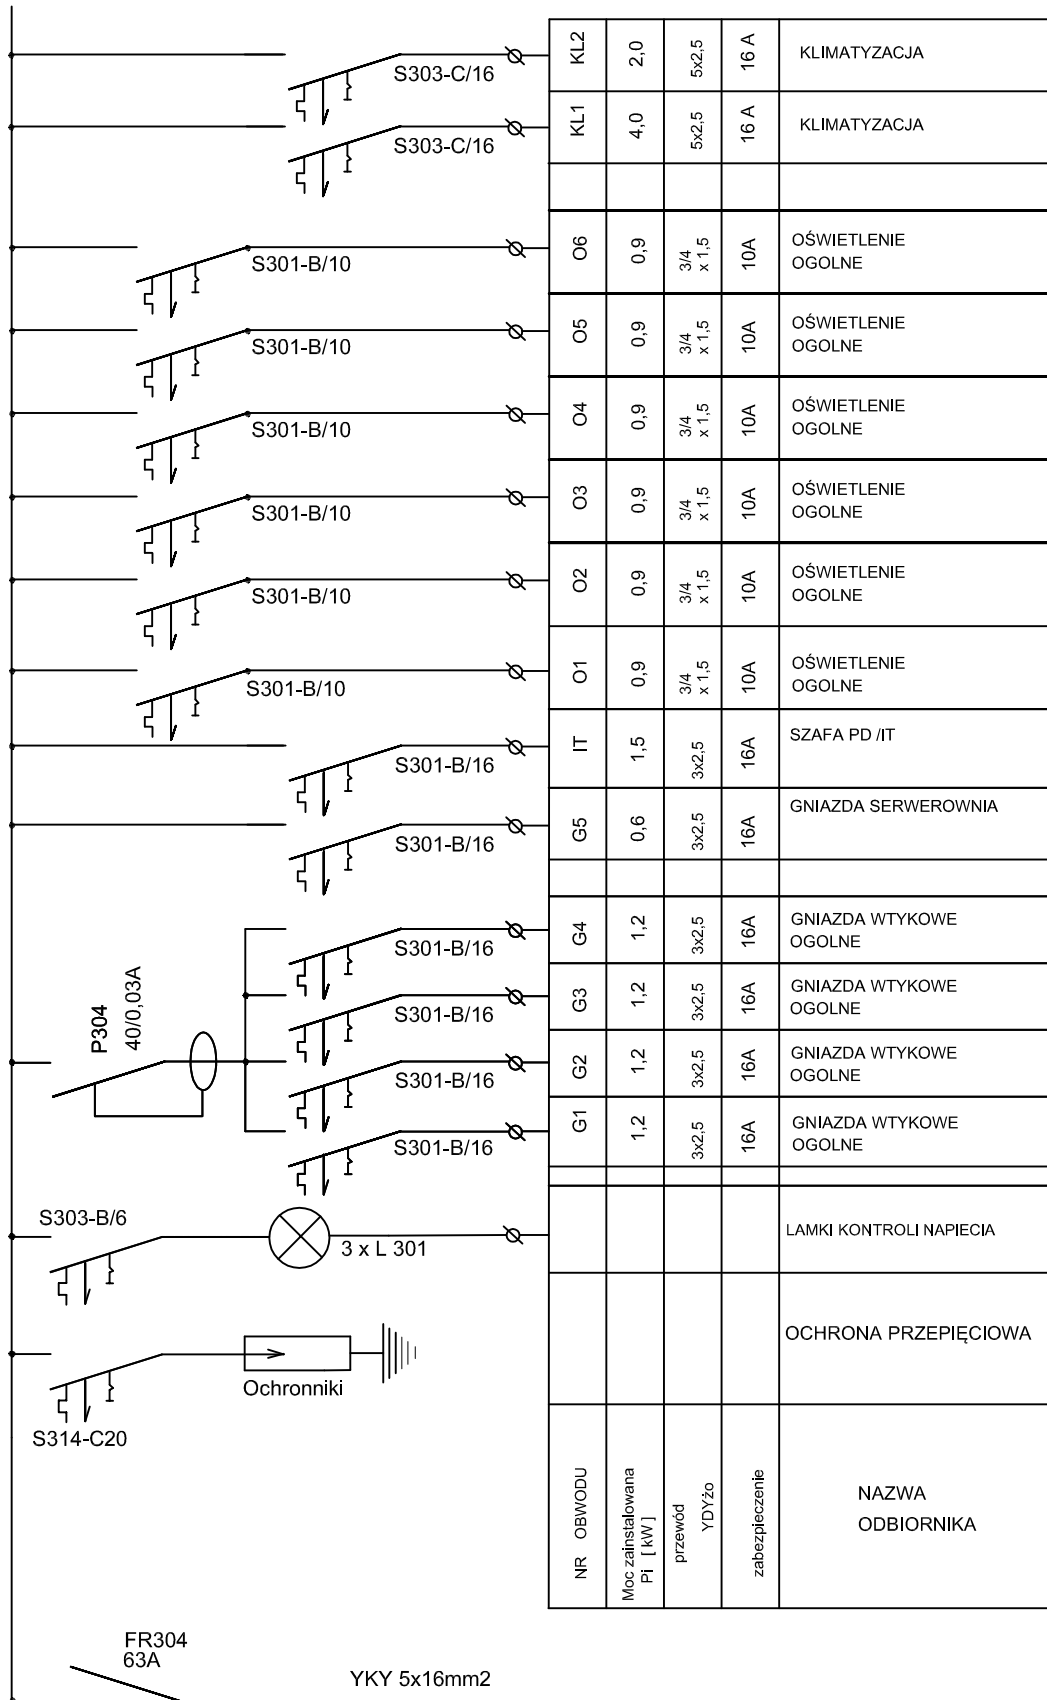 S303-C/16
KL2
2,0
5x2,5
16 A
KLIMATYZACJA
S303-C/16
KL1
4,0
5x2,5
16 A
KLIMATYZACJA
S301-B/10
O6
0,9
3/4
x 1,5
10A
OŚWIETLENIE
OGOLNE
S301-B/10
O5
0,9
3/4
x 1,5
10A
OŚWIETLENIE
OGOLNE
S301-B/10
O4
0,9
3/4
x 1,5
10A
OŚWIETLENIE
OGOLNE
S301-B/10
O3
0,9
3/4
x 1,5
10A
OŚWIETLENIE
OGOLNE
S301-B/10
O2
0,9
3/4
x 1,5
10A
OŚWIETLENIE
OGOLNE
S301-B/10
O1
0,9
3/4
x 1,5
10A
OŚWIETLENIE
OGOLNE
S301-B/16
IT
1,5
3x2,5
16A
SZAFA PD /IT
S301-B/16
G5
0,6
3x2,5
16A
GNIAZDA SERWEROWNIA
P304
40/0,03A
S301-B/16
G4
1,2
3x2,5
16A
GNIAZDA WTYKOWE
OGOLNE
S301-B/16
G3
1,2
3x2,5
16A
GNIAZDA WTYKOWE
OGOLNE
S301-B/16
G2
1,2
3x2,5
16A
GNIAZDA WTYKOWE
OGOLNE
S301-B/16
G1
1,2
3x2,5
16A
GNIAZDA WTYKOWE
OGOLNE
S303-B/6
3 x L 301
LAMKI KONTROLI NAPIECIA
Ochronniki
S314-C20
OCHRONA PRZEPIĘCIOWA
NR OBWODU
Moc zainstalowana
Pi [ kW ]
przewód
YDYżo
zabezpieczenie
NAZWA
ODBIORNIKA
FR304
63A
YKY 5x16mm2